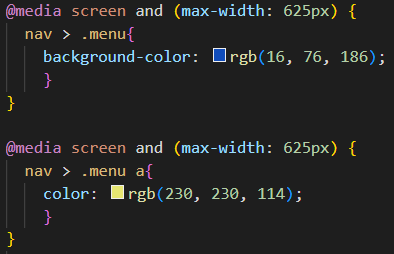 @media screen and (max-width: 625px) {
nav > .menu{
background-color: rgb(16, 76, 186);
}
}
@media screen and (max-width: 625px) {
nav > .menu a{
color: rgb(230, 230, 114);
}
}